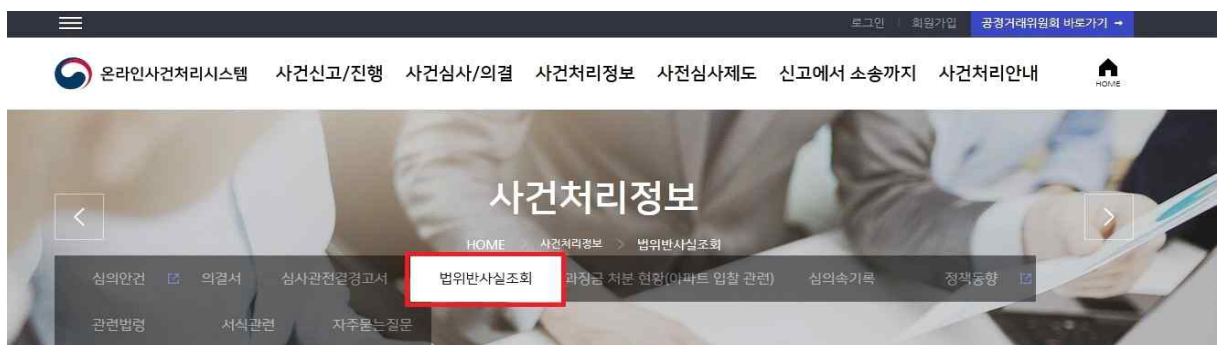 로그인 회원가입 공정거래위원회 바로가기 →
온라인사건처리시스템 사건신고/진행 사건심사/의결 사건처리정보 사전심사제도 신고에서 소송까지 사건처리안내 HOME
사건처리정보
HOME > 사건처리정보 > 법위반사실조회
심의안건 의결서 심사관전결경고서 법위반사실조회 과징금 처분 현황(아파트 입찰 관련) 심의속기록 정책동향
관련법령 서식관련 자주묻는질문